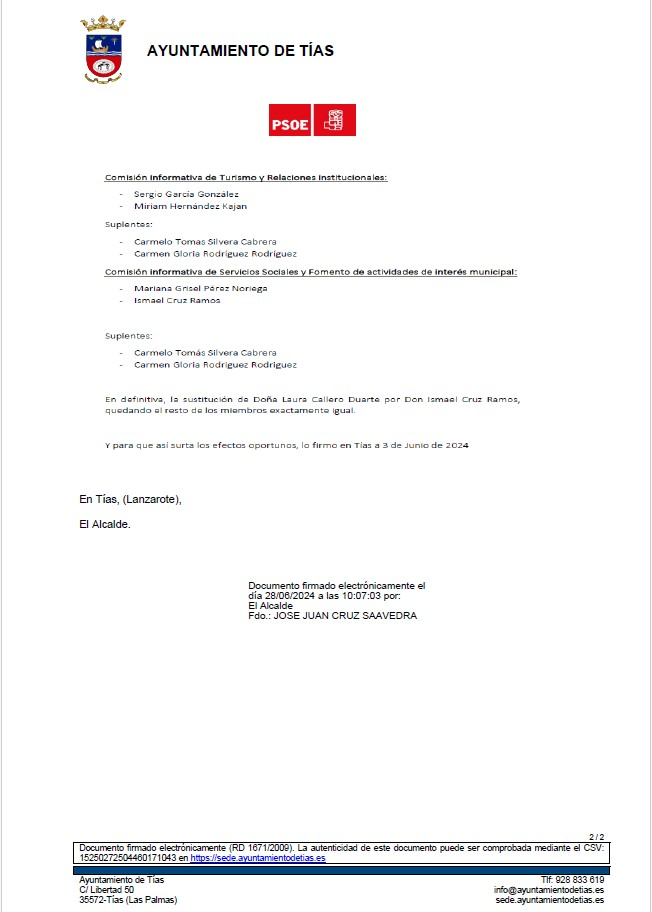 AYUNTAMIENTO DE TÍAS
PSOE
Comisión informativa de Turismo y Relaciones institucionales:
- Sergio García González
- Miriam Hernández Kajan
Suplentes:
- Carmelo Tomas Silvera Cabrera
- Carmen Gloria Rodríguez Rodríguez
Comisión informativa de Servicios Sociales y Fomento de actividades de interés municipal:
- Mariana Grisel Pérez Noriega
- Ismael Cruz Ramos
Suplentes:
- Carmelo Tomás Silvera Cabrera
- Carmen Gloria Rodríguez Rodriguez
En definitiva, la sustitución de Doña Laura Callero Duarte por Don Ismael Cruz Ramos,
quedando el resto de los miembros exactamente igual.
Y para que así surta los efectos oportunos, lo firmo en Tías a 3 de Junio de 2024
En Tías, (Lanzarote),
El Alcalde.
Documento firmado electrónicamente el
día 28/06/2024 a las 10:07:03 por:
El Alcalde
Fdo.: JOSE JUAN CRUZ SAAVEDRA
2 / 2
Documento firmado electrónicamente (RD 1671/2009). La autenticidad de este documento puede ser comprobada mediante el CSV:
15250272504460171043 en https://sede.ayuntamientodetias.es
Ayuntamiento de Tías
C/ Libertad 50
35572-Tías (Las Palmas)
Tlf: 928 833 619
info@ayuntamientodetias.es
sede.ayuntamientodetias.es